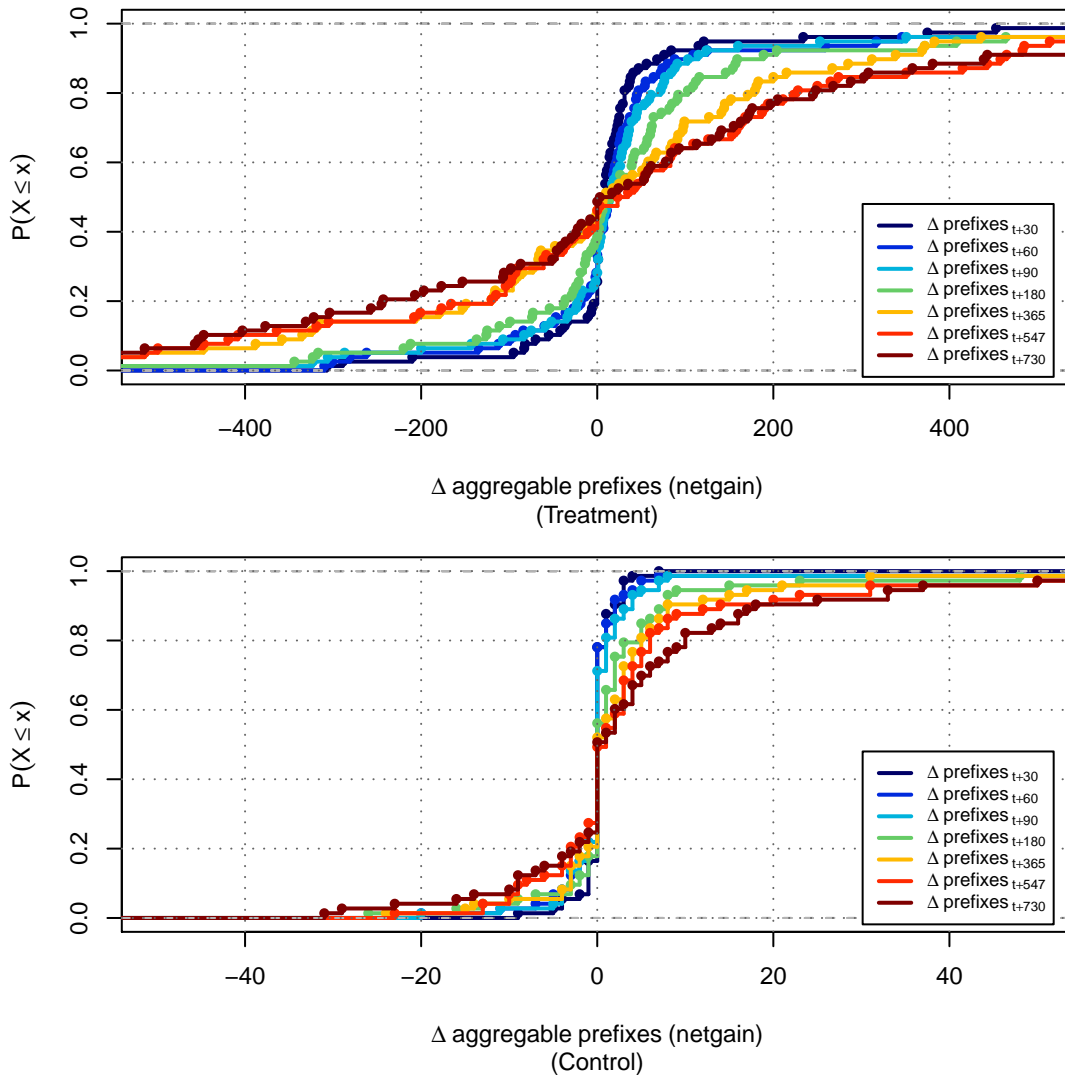 1.0
0.8
0.6
0.4
0.2
0.0
P(X ≤ x)
Δ prefixes t+30
Δ prefixes t+60
Δ prefixes t+90
Δ prefixes t+180
Δ prefixes t+365
Δ prefixes t+547
Δ prefixes t+730
−400 −200 0 200 400
Δ aggregable prefixes (netgain)
(Treatment)
1.0
0.8
0.6
0.4
0.2
0.0
P(X ≤ x)
Δ prefixes t+30
Δ prefixes t+60
Δ prefixes t+90
Δ prefixes t+180
Δ prefixes t+365
Δ prefixes t+547
Δ prefixes t+730
−40 −20 0 20 40
Δ aggregable prefixes (netgain)
(Control)